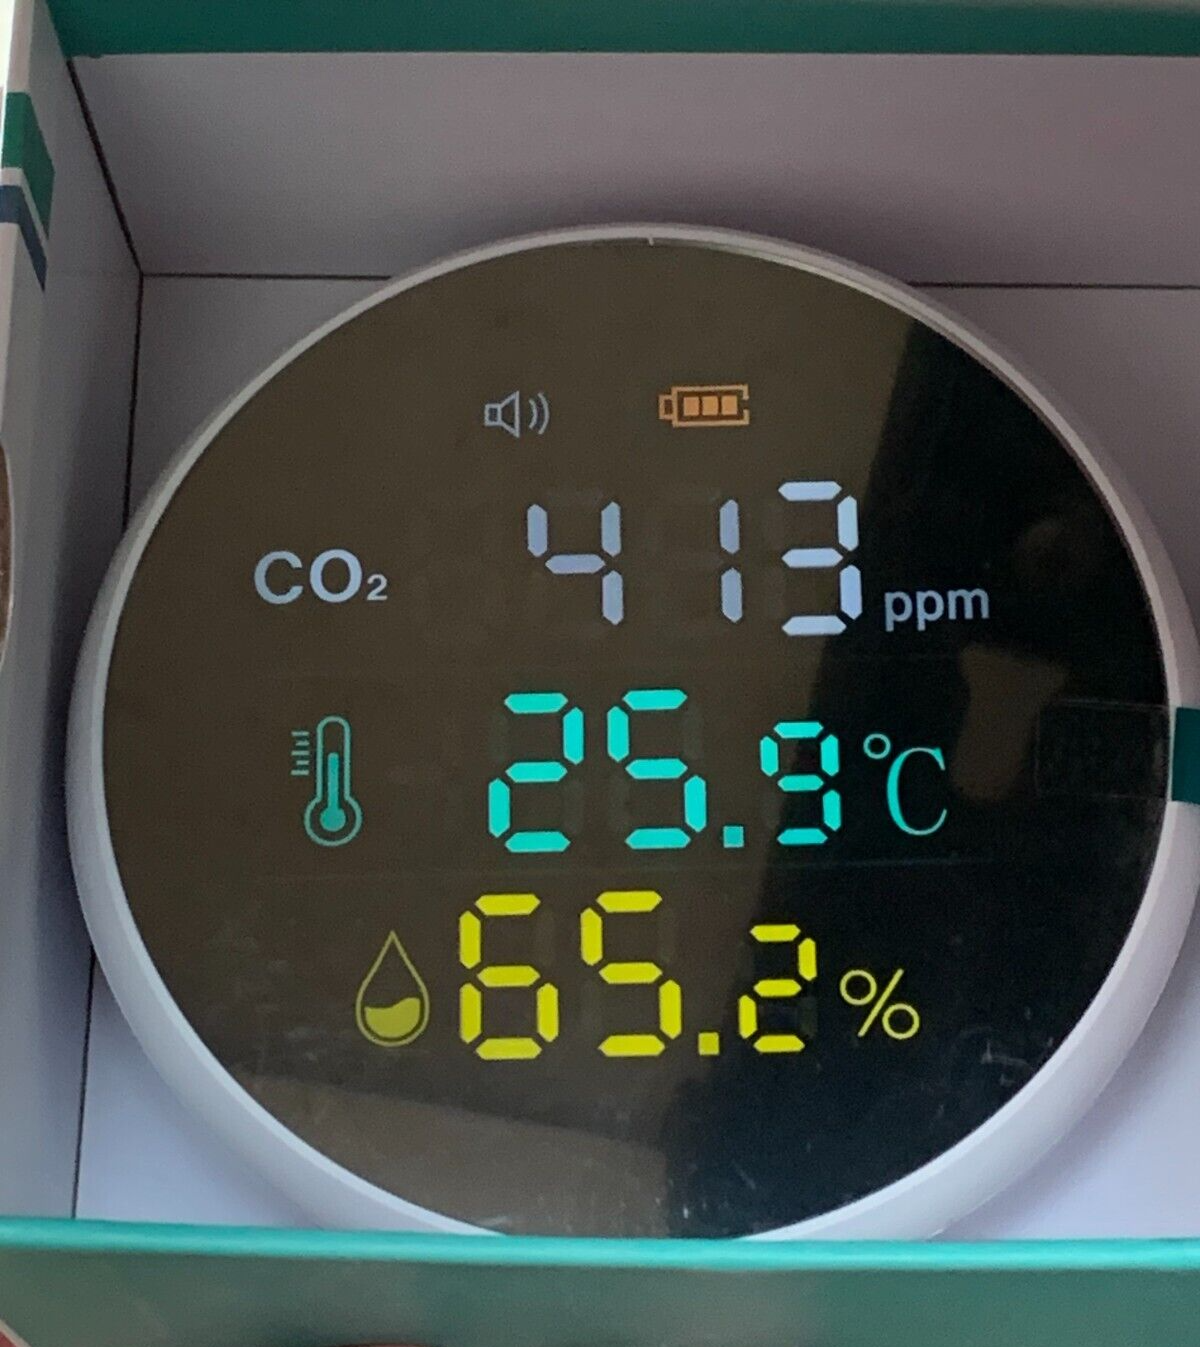 CO₂ 413 ppm
25.9 ℃
65.2 %